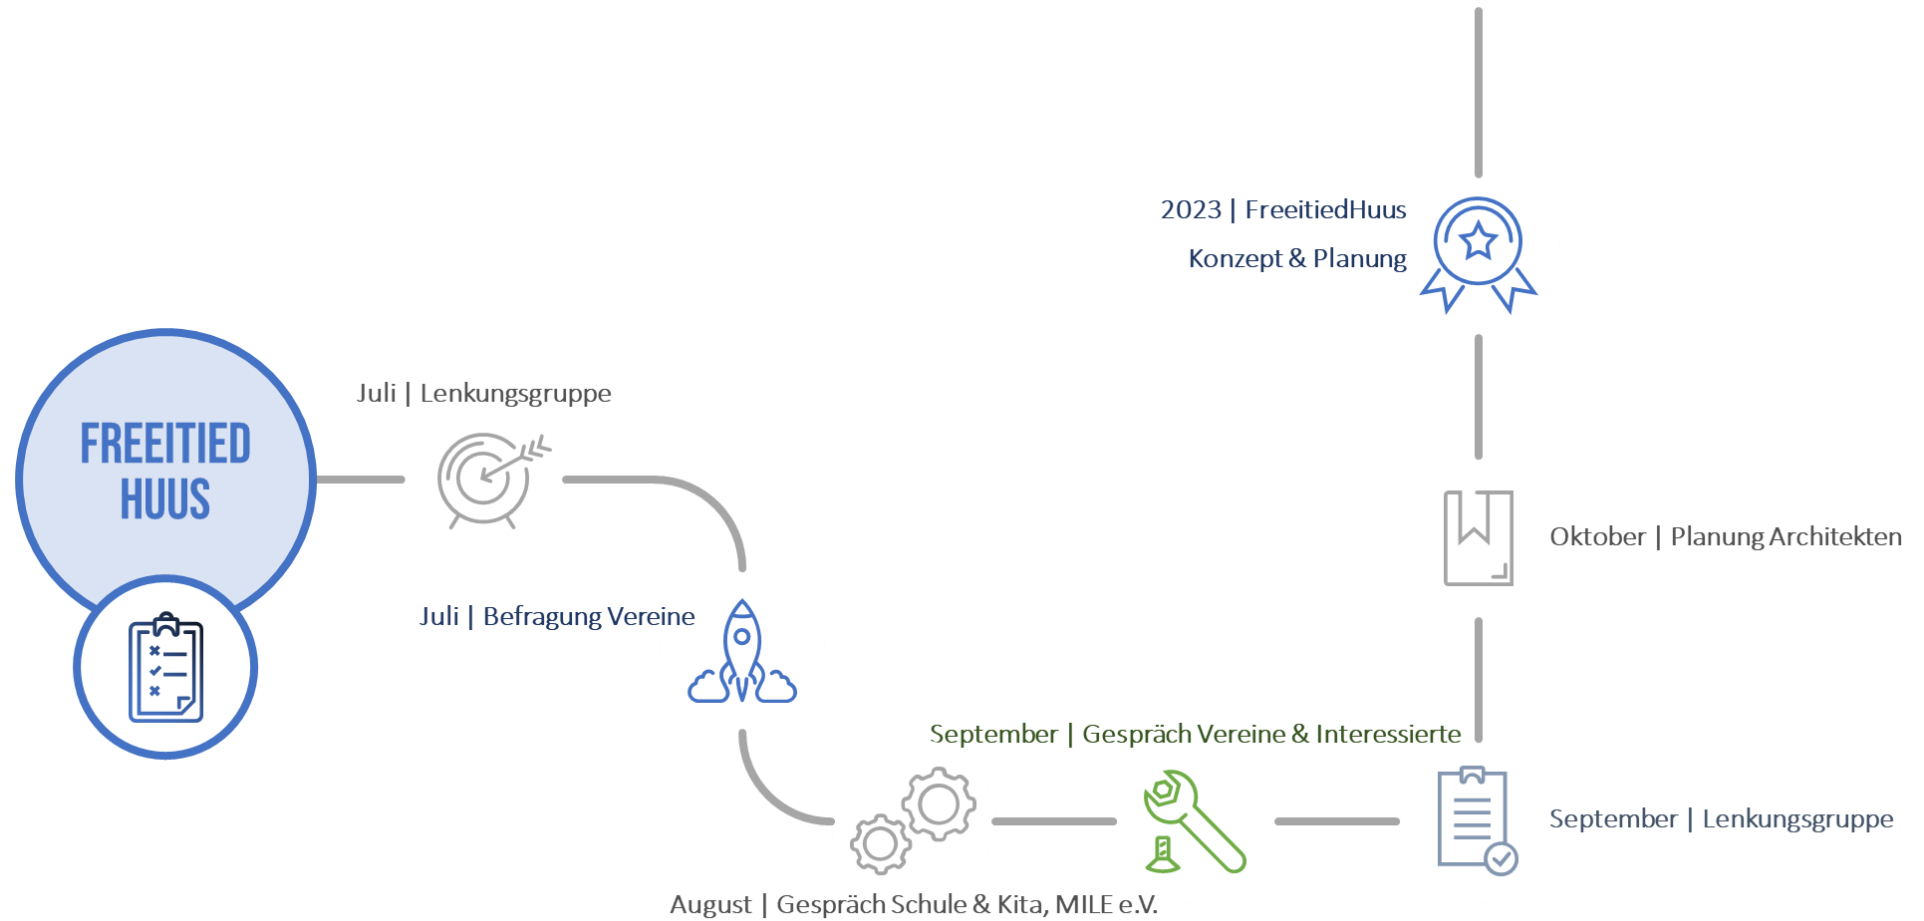 FREEITIED
HUUS
Juli | Lenkungsgruppe
Juli | Befragung Vereine
August | Gespräch Schule & Kita, MILE e.V.
September | Gespräch Vereine & Interessierte
September | Lenkungsgruppe
Oktober | Planung Architekten
2023 | FreeitiedHuus
Konzept & Planung